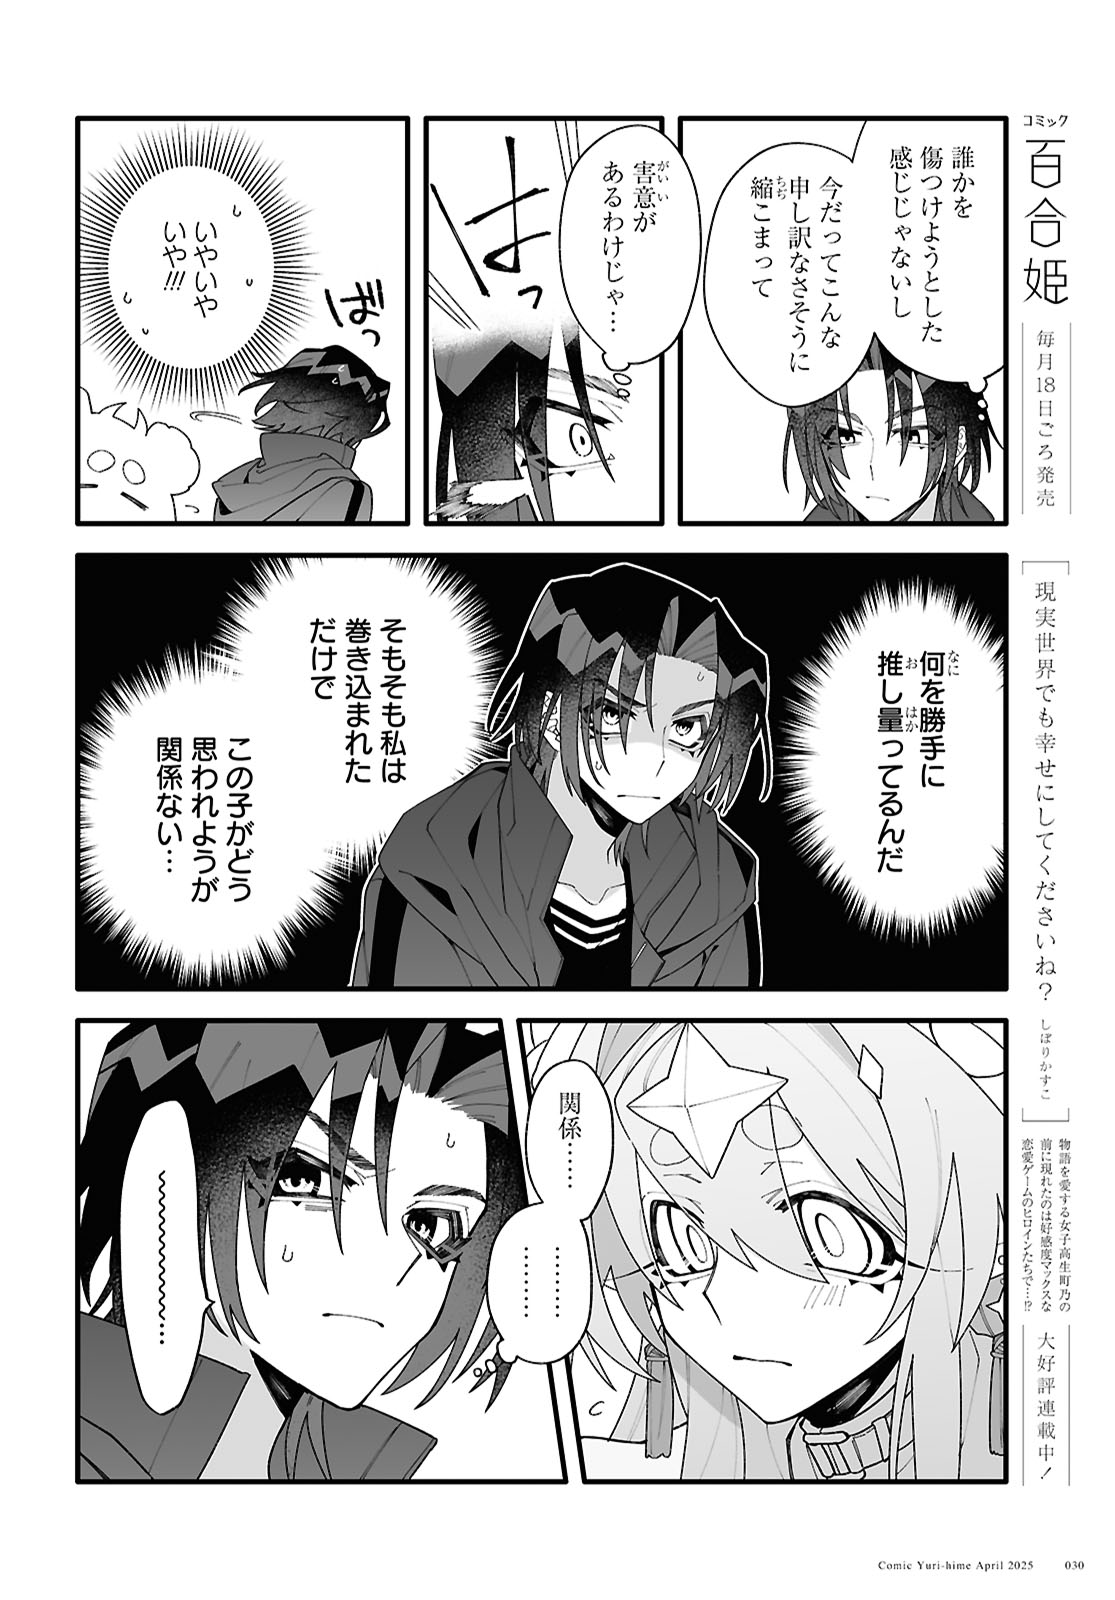 誰かを
傷つけようとした
感じじゃないし
今だってこんな
申し訳なさそうに
縮こまって
ちぢ
害意が
がいい
あるわけじゃ…
はっ
ばっ
いやいや
いや!!!
何を勝手に
なに
推し量ってるんだ
お はか
そもそも私は
巻き込まれた
だけで
この子がどう
思われようが
関係ない…
関係……
………
………
コミック
百合姫
毎月18日ごろ発売
現実世界でも幸せにしてくださいね?
しぼりかすこ
物語を愛する女子高生町乃の
前に現れたのは好感度マックスな
恋愛ゲームのヒロインたちで…!?
大好評連載中!
Comic Yuri-hime April 2025 030